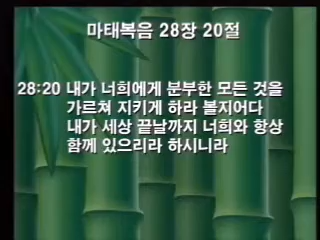 마태복음 28장 20절
28:20 내가 너희에게 분부한 모든 것을
가르쳐 지키게 하라 볼지어다
내가 세상 끝날까지 너희와 항상
함께 있으리라 하시니라